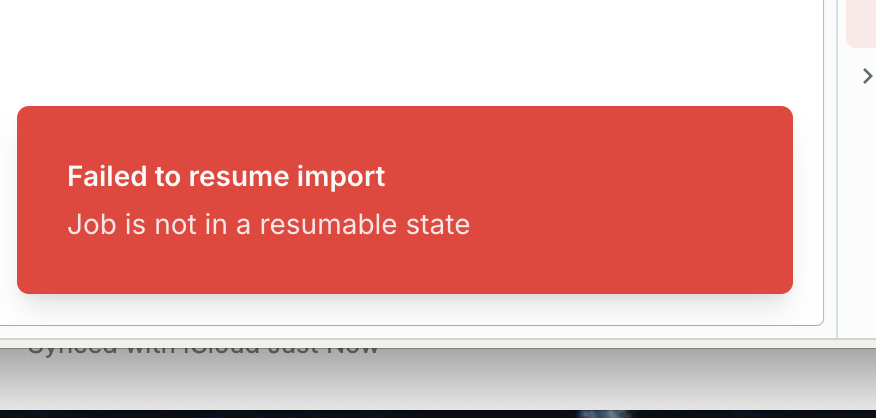 Failed to resume import
Job is not in a resumable state
Synced with iCloud Just Now